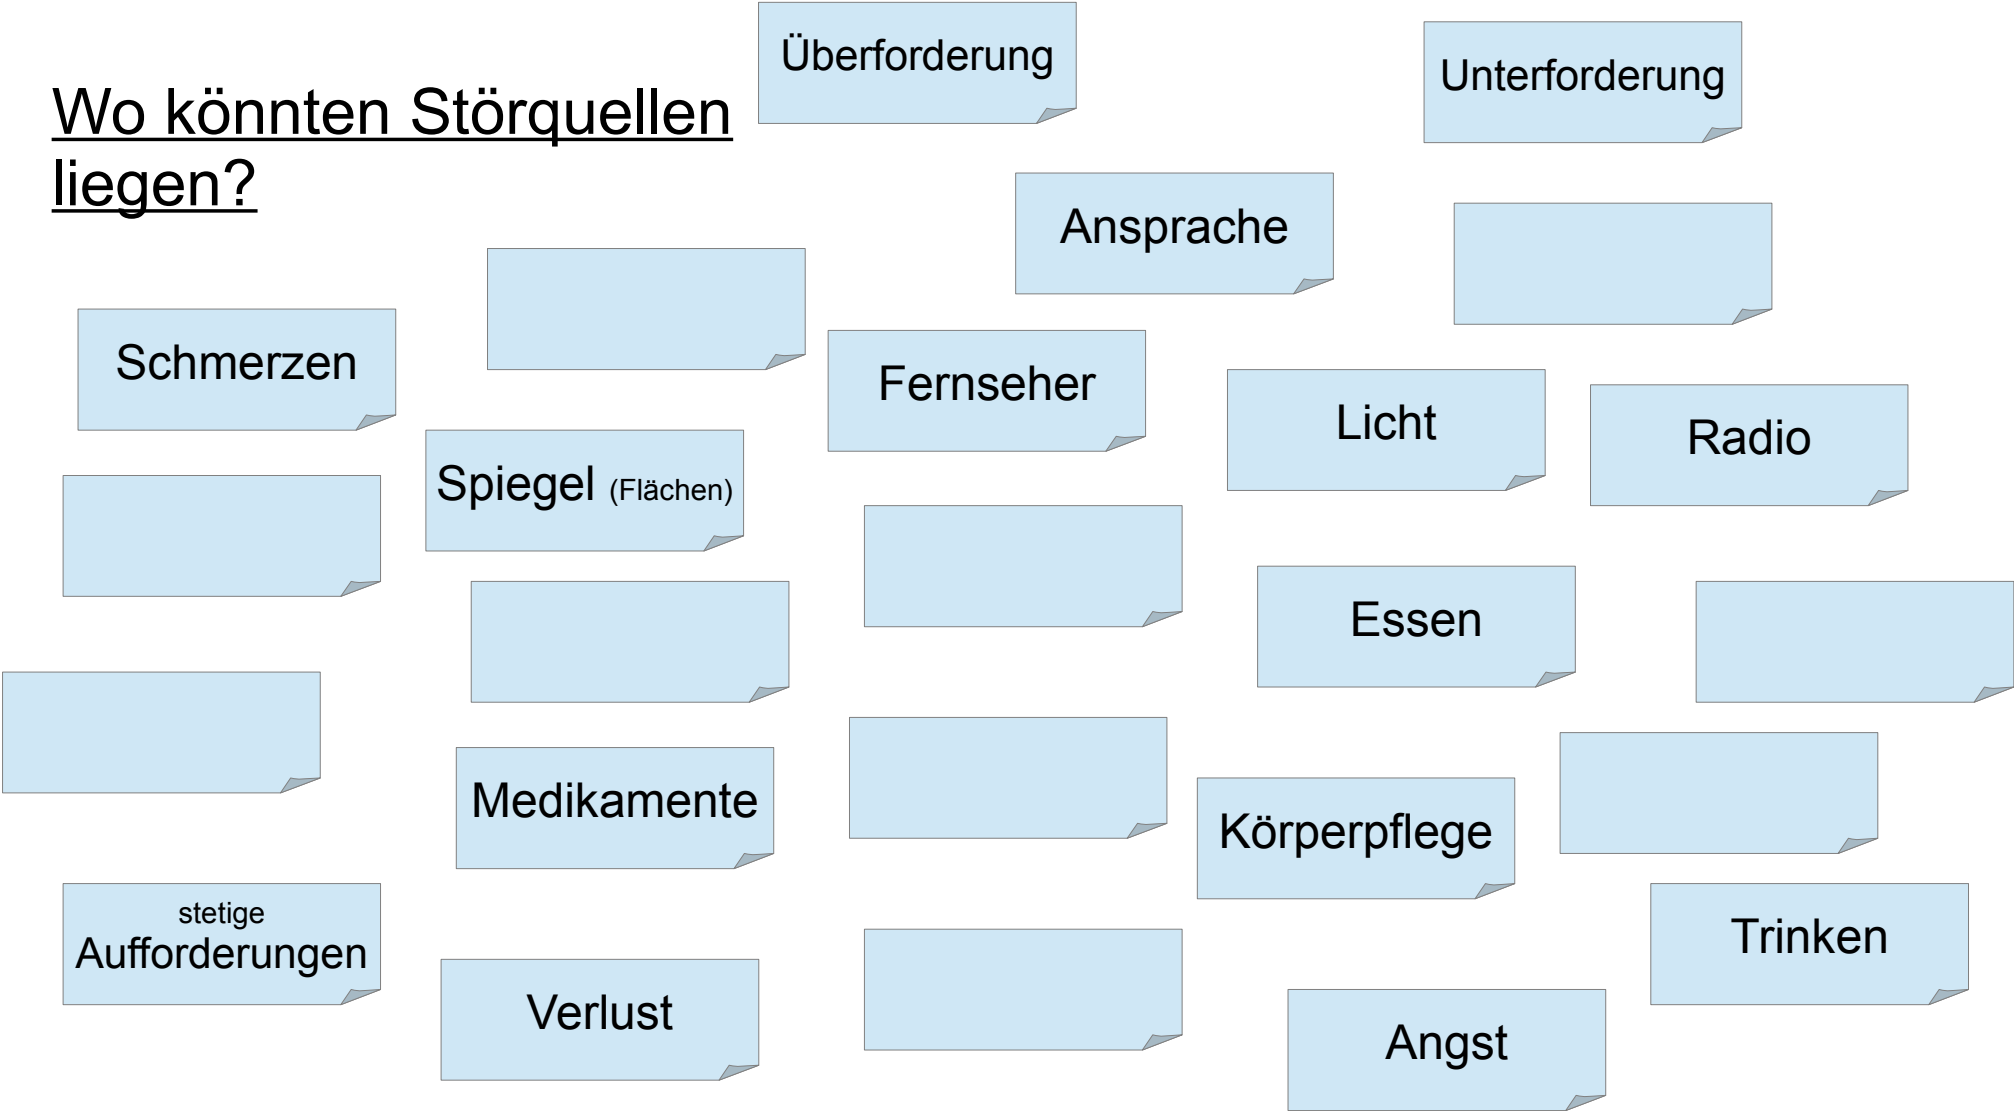 Wo könnten Störquellen
liegen?
Überforderung
Unterforderung
Ansprache
Schmerzen
Fernseher
Licht
Radio
Spiegel (Flächen)
Essen
Medikamente
Körperpflege
stetige
Aufforderungen
Trinken
Verlust
Angst